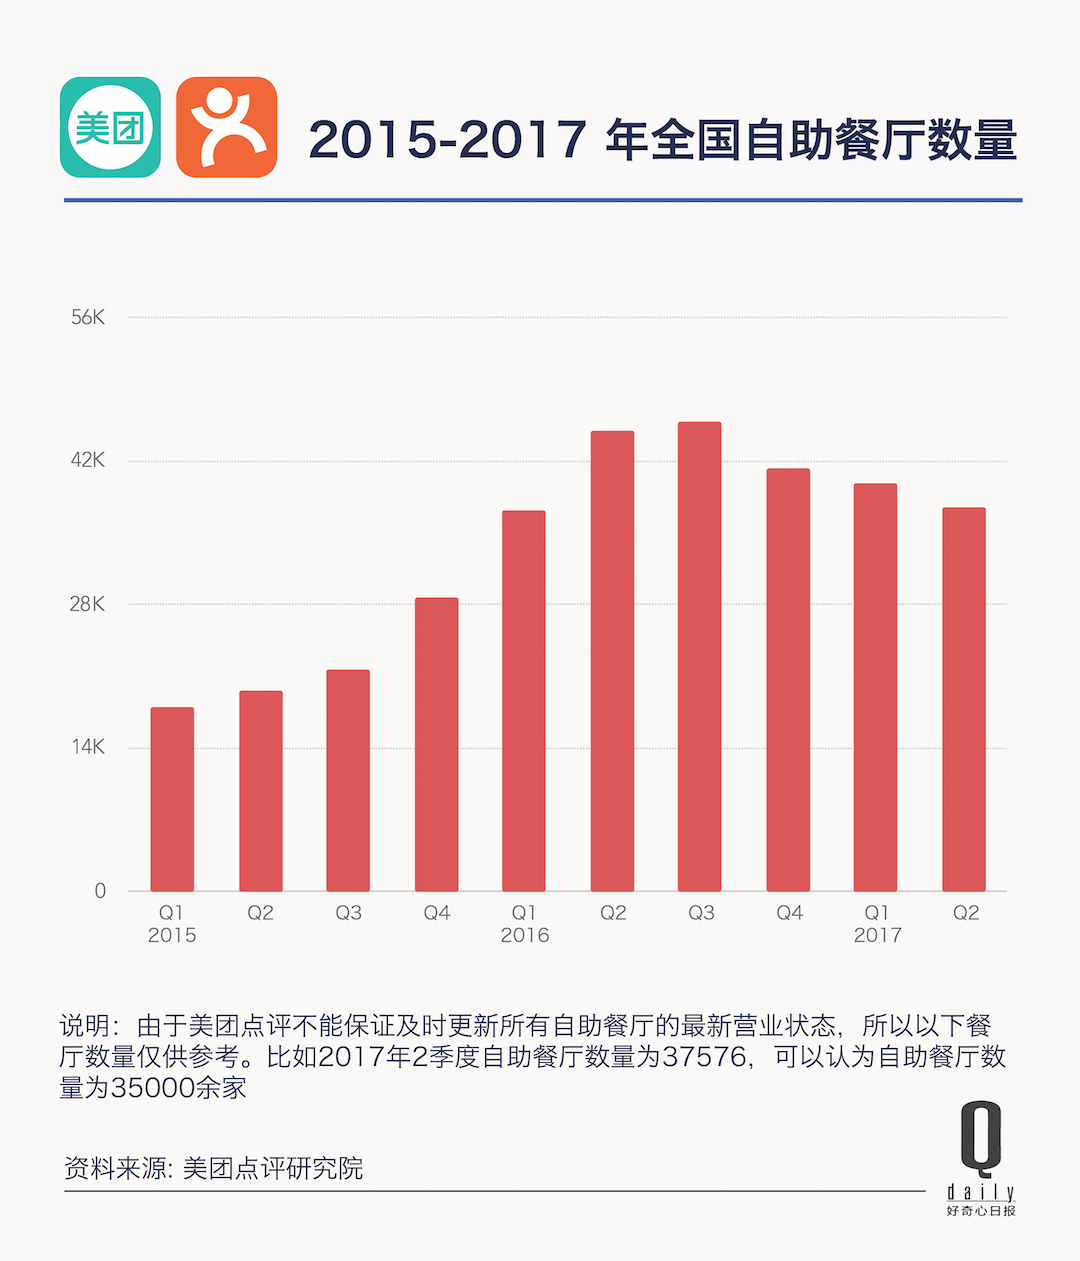 美团
2015-2017 年全国自助餐厅数量
56K
42K
28K
14K
0
Q1 Q2 Q3 Q4 Q1 Q2 Q3 Q4 Q1 Q2
2015 2016 2017
说明：由于美团点评不能保证及时更新所有自助餐厅的最新营业状态，所以以下餐
厅数量仅供参考。比如2017年2季度自助餐厅数量为37576，可以认为自助餐厅数
量为35000余家
资料来源: 美团点评研究院
Q
daily
好奇心日报